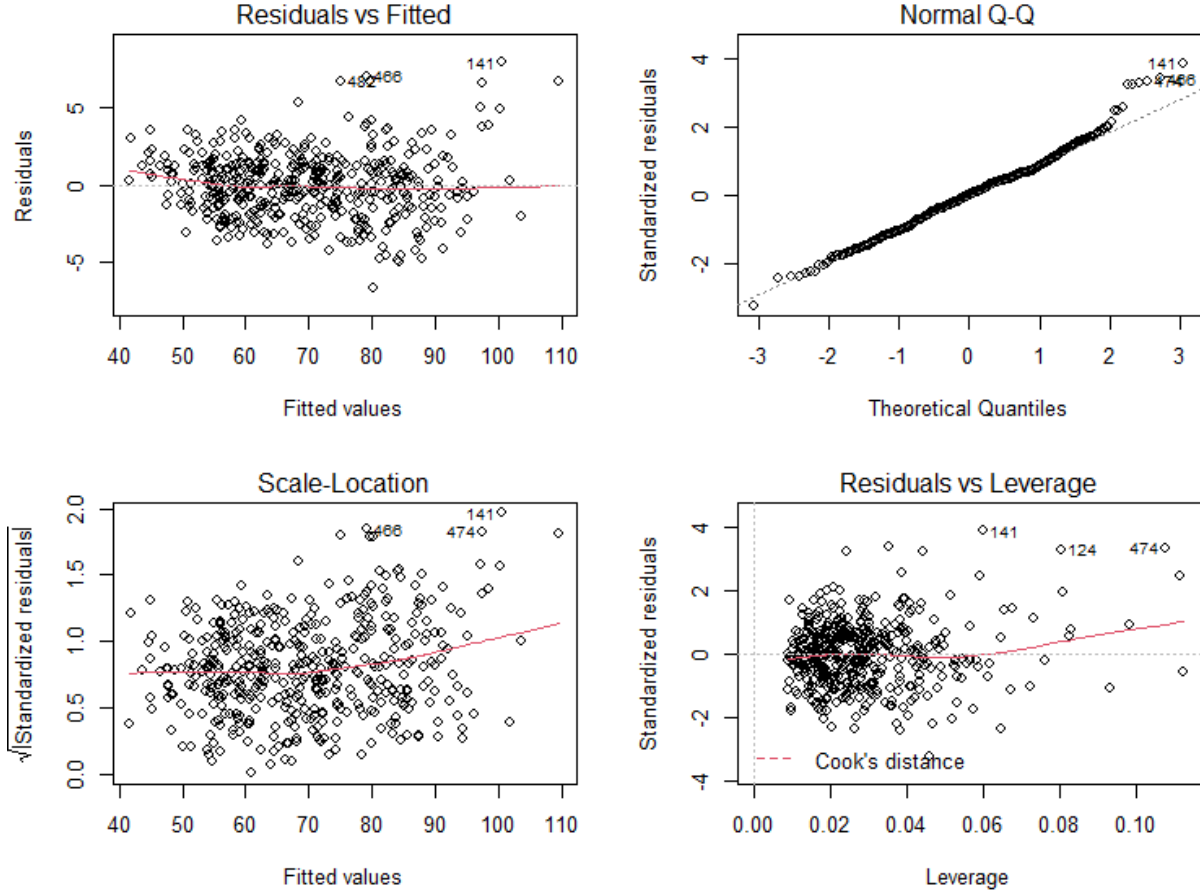 Residuals vs Fitted
Residuals
5
0
-5
141
482 466
40 50 60 70 80 90 100 110
Fitted values
Normal Q-Q
Standardized residuals
4
2
0
-2
141
474 466
-3 -2 -1 0 1 2 3
Theoretical Quantiles
Scale-Location
√|Standardized residuals|
2.0
1.5
1.0
0.5
0.0
141
466
474
40 50 60 70 80 90 100 110
Fitted values
Residuals vs Leverage
Standardized residuals
4
2
0
-2
-4
141
124
474
Cook's distance
0.00 0.02 0.04 0.06 0.08 0.10
Leverage